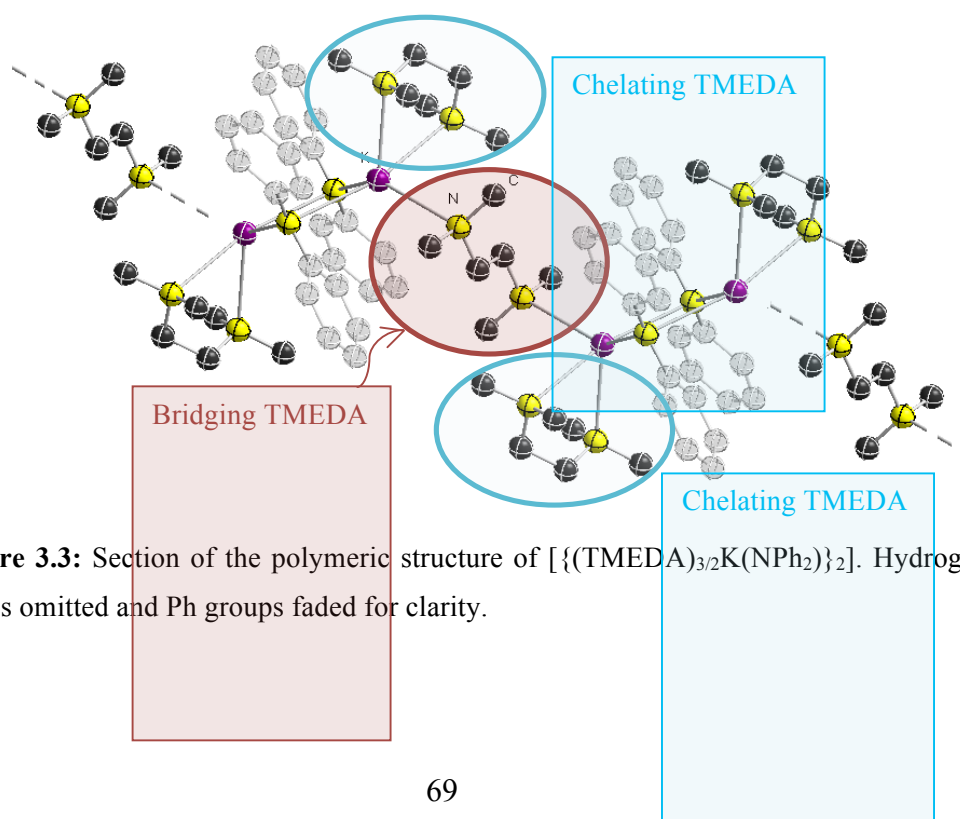 Chelating TMEDA
K
C
N
Bridging TMEDA
Chelating TMEDA
re 3.3: Section of the polymeric structure of [{(TMEDA)3/2K(NPh2)}2]. Hydrog
s omitted and Ph groups faded for clarity.
69